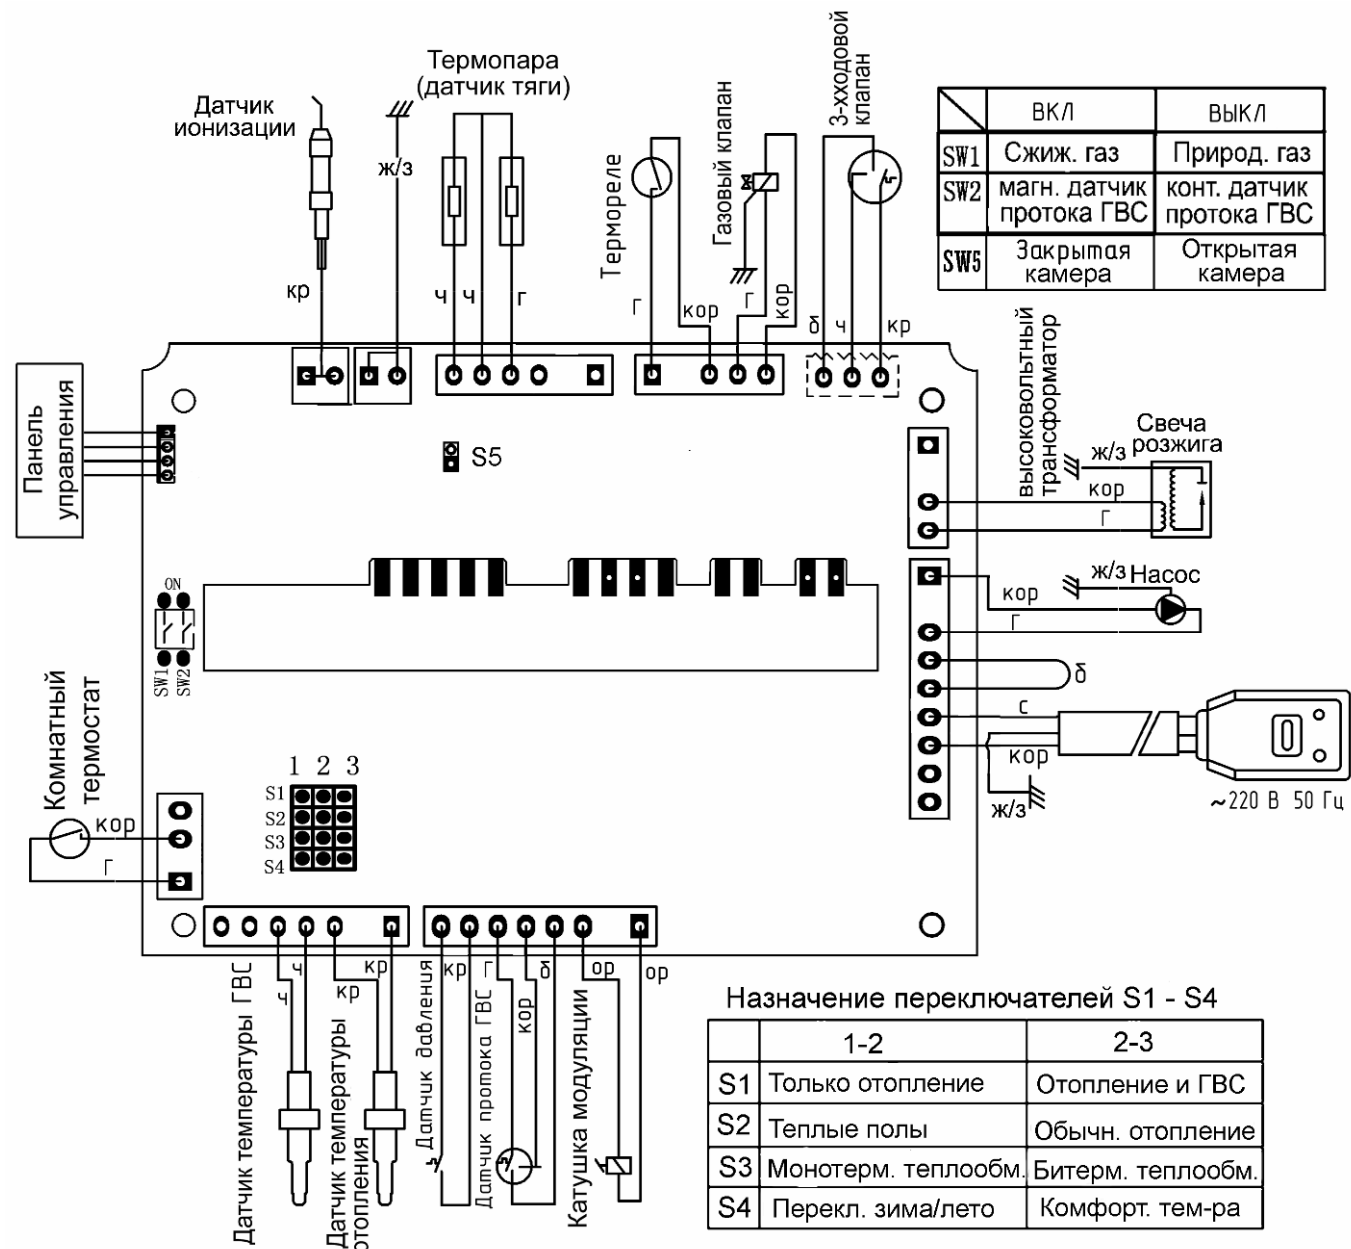 Термопара
(датчик тяги)
Датчик
ионизации
ж/з
кр
ч
ч
г
Термореле
Г
кор
Газовый клапан
Г
кор
3-хходовой
клапан
б
ч
кр
ВКЛ
ВЫКЛ
SW1
Сжиж. газ
Природ. газ
SW2
магн. датчик
протока ГВС
конт. датчик
протока ГВС
SW5
Закрытая
камера
Открытая
камера
Панель
управления
S5
высоковольтный
трансформатор
Свеча
розжига
ж/з
кор
Г
ж/з
Насос
кор
Г
б
с
кор
ж/з
~220 В 50 Гц
ON
SW1
SW2
Комнатный
термостат
кор
Г
1 2 3
S1
S2
S3
S4
Датчик температуры ГВС
ч
ч
Датчик температуры
отопления
кр
кр
Датчик давления
кр
Датчик протока ГВС
Г
кор
б
Катушка модуляции
ор
ор
Назначение переключателей S1 - S4
1-2
2-3
S1
Только отопление
Отопление и ГВС
S2
Теплые полы
Обычн. отопление
S3
Монотерм. теплообм.
Битерм. теплообм.
S4
Перекл. зима/лето
Комфорт. тем-ра